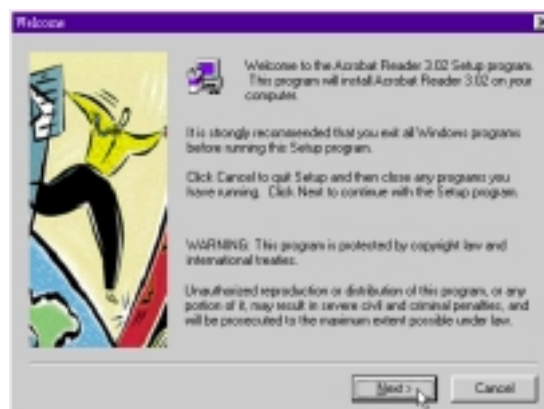 Welcome
Welcome to the Acrobat Reader 3.02 Setup program.
This program will install Acrobat Reader 3.02 on your
computer.
It is strongly recommended that you exit all Windows programs
before running this Setup program.
Click Cancel to quit Setup and then close any programs you
have running. Click Next to continue with the Setup program.
WARNING: This program is protected by copyright law and
international treaties.
Unauthorized reproduction or distribution of this program, or any
portion of it, may result in severe civil and criminal penalties, and
will be prosecuted to the maximum extent possible under law.
Next >
Cancel